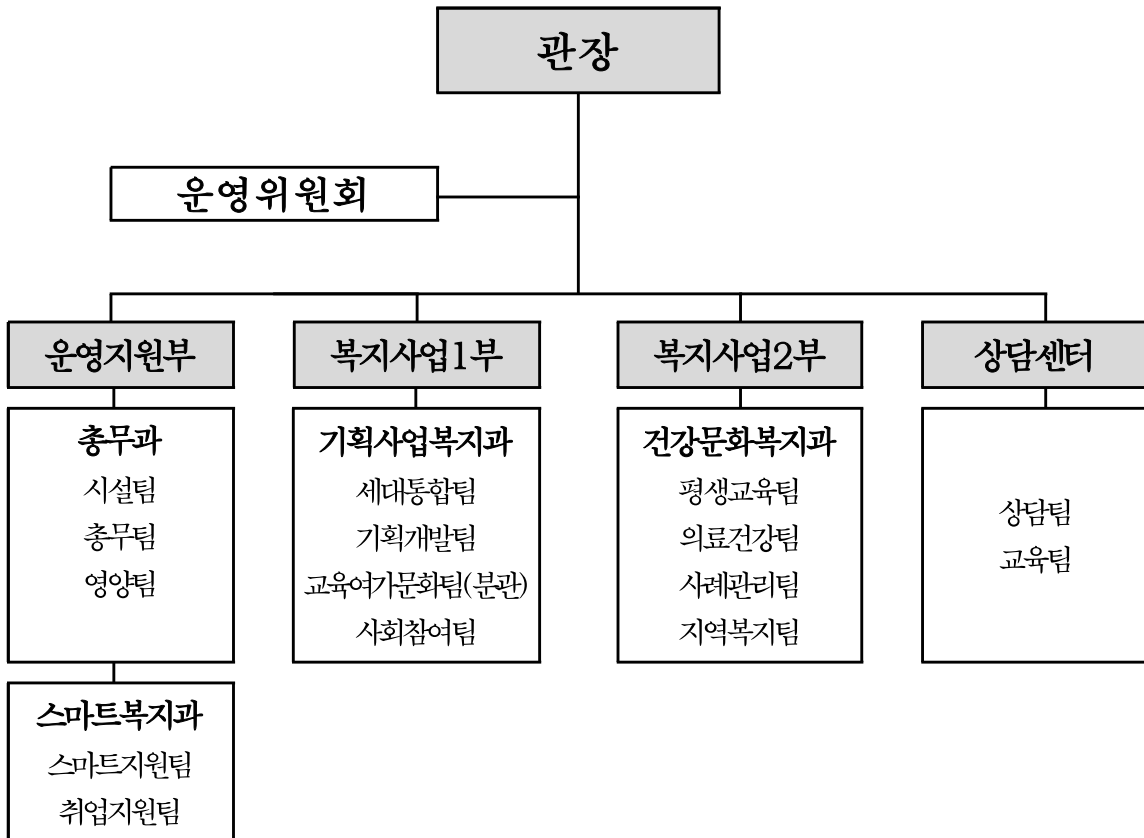 관장
운영위원회
운영지원부
총무과
시설팀
총무팀
영양팀
스마트복지과
스마트지원팀
취업지원팀
복지사업1부
기획사업복지과
세대통합팀
기획개발팀
교육여가문화팀(분관)
사회참여팀
복지사업2부
건강문화복지과
평생교육팀
의료건강팀
사례관리팀
지역복지팀
상담센터
상담팀
교육팀